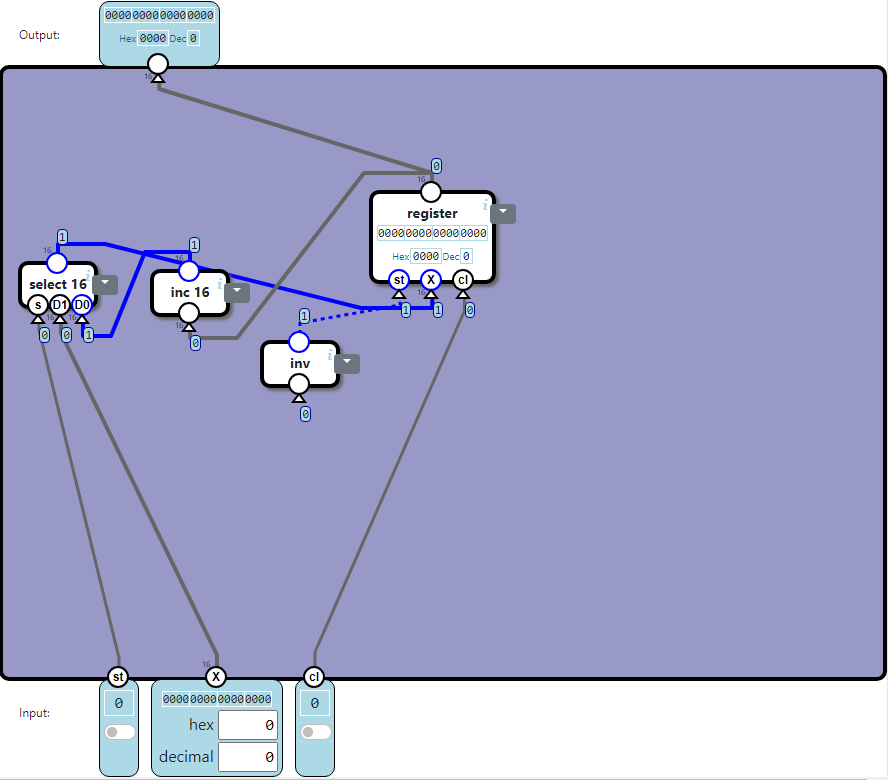 Output:
0000000000000000
Hex 0000 Dec 0
16
0
16
register
0000000000000000
Hex 0000 Dec 0
st X cl
16
1 1 0
1
16
select 16
s D1 D0
16 16
0 0 1
1
16
inc 16
16
0
1
inv
0
16
st X cl
Input:
0
0000000000000000
hex 0
decimal 0
0